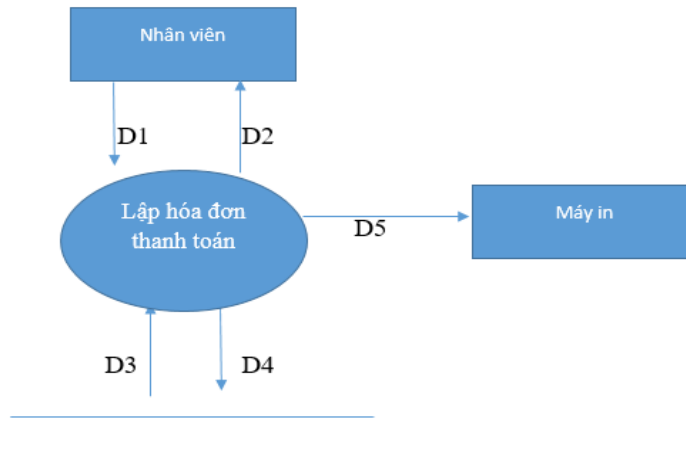 Nhân viên
D1
D2
Lập hóa đơn
thanh toán
D5
Máy in
D3
D4